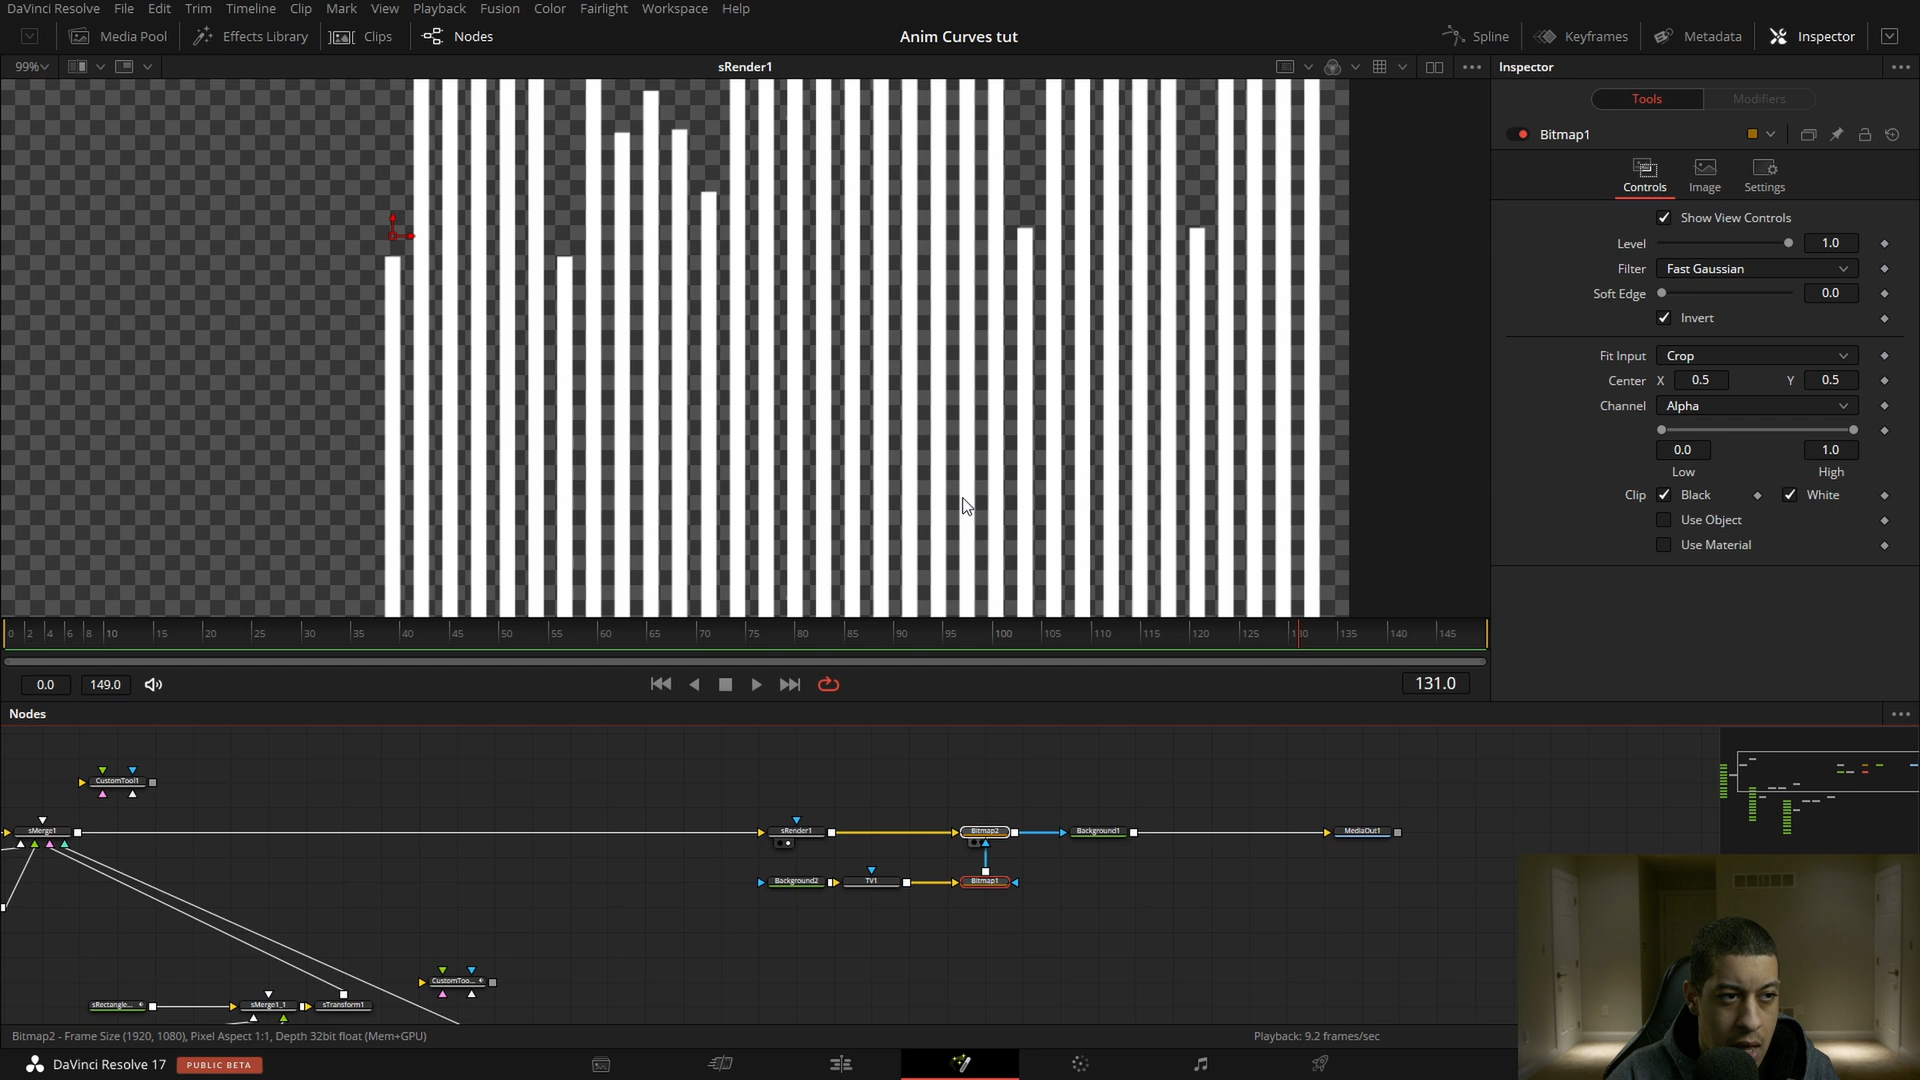 DaVinci Resolve File Edit Trim Timeline Clip Mark View Playback Fusion Color Fairlight Workspace Help
Media Pool Effects Library Clips Nodes Anim Curves tut Spline Keyframes Metadata Inspector
99% sRender1 Inspector
Tools Modifiers
Bitmap1
Controls Image Settings
Show View Controls
Level 1.0
Filter Fast Gaussian
Soft Edge 0.0
Invert
Fit Input Crop
Center X 0.5 Y 0.5
Channel Alpha
0.0 1.0
Low High
Clip Black White
Use Object
Use Material
0 2 4 6 8 10 15 20 25 30 35 40 45 50 55 60 65 70 75 80 85 90 95 100 105 110 115 120 125 130 135 140 145
0.0 149.0 131.0
Nodes
CustomTool1
sMerge1 sRender1 Bitmap2 Background1 MediaOut1
Background2 TV1 Bitmap1
CustomToo...
sRectangle... sMerge1_1 sTransform1
Bitmap2 - Frame Size (1920, 1080), Pixel Aspect 1:1, Depth 32bit float (Mem+GPU) Playback: 9.2 frames/sec
DaVinci Resolve 17 PUBLIC BETA